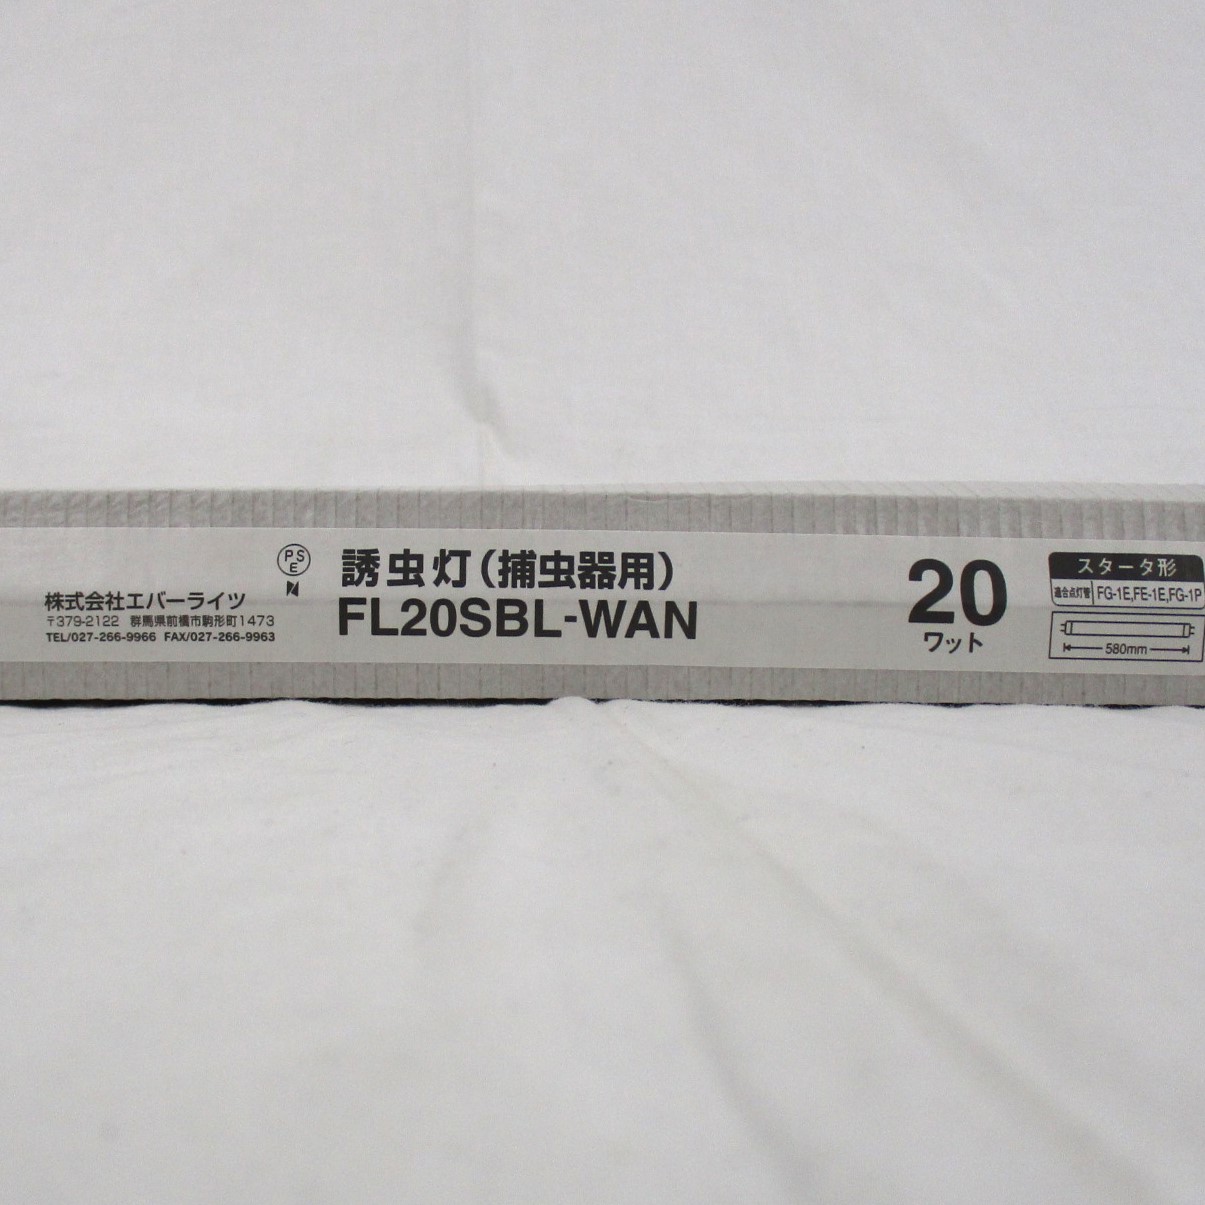 PS
E
誘虫灯(捕虫器用)
FL20SBL-WAN
株式会社エバーライツ
〒379-2122 群馬県前橋市駒形町1473
TEL/027-266-9966 FAX/027-266-9963
20
ワット
スタータ形
適合点灯管 FG-1E,FE-1E,FG-1P
580mm